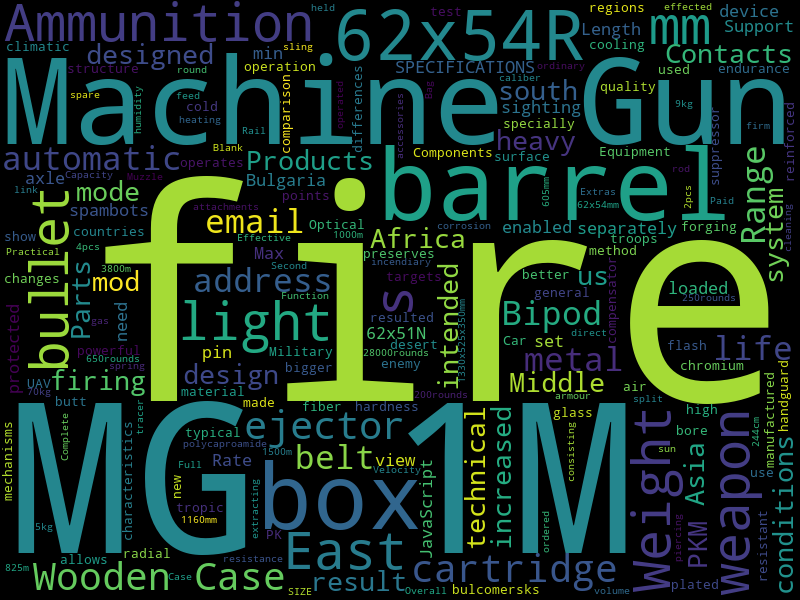 Ammunition
.62x54R
mm
Machine Gun
fire
barrel
MG 1M
box
light
bullet
automatic
Products
mode
email
address
s
Africa
Bipod
metal
Middle
life
Range
system
Contacts
device
Support
regions
Length
cooling
used
endurance
quality
SPECIFICATIONS
designed
min
operation
climatic
structure
round
spare
feed
cold
heating
humidity
Rail
Blank
sling
comparison
test
held
effected
operated
differences
caliber
Bag
accessories
south
sighting
specially
heavy
Components
surface
Equipment
9kg
firm
suppressor
reinforced
axle
operates
Bulgaria
points
link
Capacity
Muzzle
attachments
spambots
countries
show
Practical
4pcs
changes
3800m
Parts
mod
need
powerful
gas
650rounds
spring
protected
UAV
70kg
firing
butt
pin
design
material
Optical
1000m
Effective
Max
Second
incendiary
Function
preserves
targets
resulted
62x51N
Military
desert
bigger
enemy
28000rounds
intended
1330x525x350mm
us
enabled
separately
605mm
Extras
62x54mm
rod
2pcs
Paid
forging
cleaning
troops
method
better
general
compensator
loaded
250rounds
direct
Car
set
flash
chromium
air
handguard
armour
split
glass
high
bore
244cm
manufactured
use
sun
conditions
mechanisms
Complete
tracer
characteristics
typical
made
fiber
hardness
polycaproamide
ejector
Full
Rate
1500m
belt
view
Velocity
new
tropic
1160mm
PK
extracting
resistance
JavaScript
technical
increased
200rounds
ordinary
corrosion
consisting
ordered
Weight
weapon
Asia
PKM
piercing
plated
resistant
East
result
cartridge
Overall
bulcomersks
volume
Wooden Case
Case
SIZE
allows
radial
5kg
825m